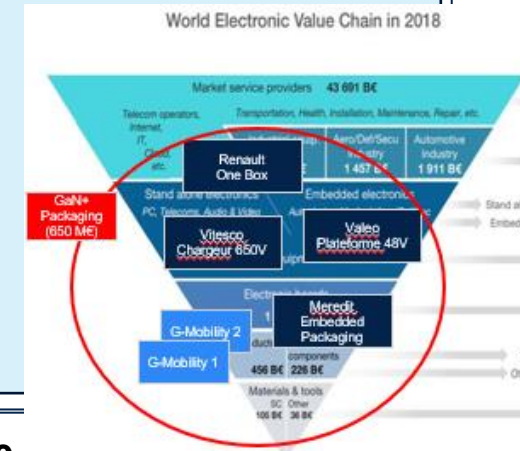 World Electronic Value Chain in 2018
Market service providers 43 691 B€
Telecom operators,
Internet,
IT,
Cloud,
etc.
Transportation, Health, Installation, Maintenance, Repair, etc.
Aero/Def/Secu
Industry
1 457 B€
Automotive
Industry
1 911 B€
Renault
One Box
GaN+
Packaging
(650 M€)
Stand alone electronics
PC, Telecoms, Audio & Video
Embedded electronics
Stand al
Embed
Vitesco
Chargeur 650V
Valeo
Plateforme 48V
Meredit
Embedded
Packaging
G-Mobility 2
G-Mobility 1
components
456 B€ 226 B€
Materials & tools
SC Other
105 B€ 36 B€